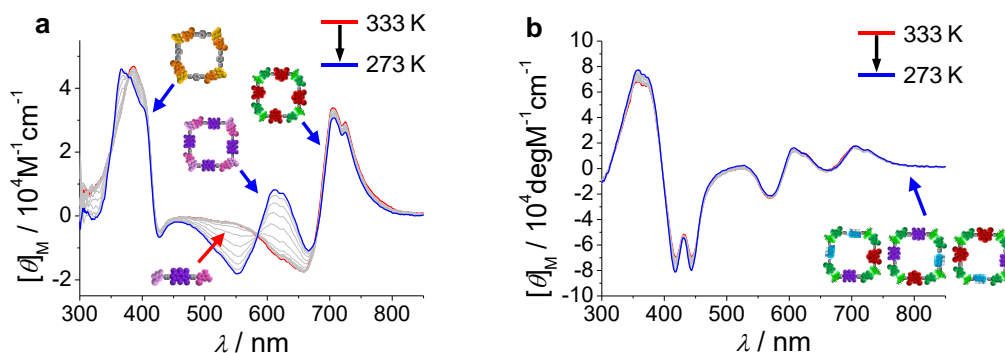 a
333 K
273 K
[θ]M / 10⁴M⁻¹cm⁻¹
4
2
0
-2
300 400 500 600 700 800
λ / nm
b
333 K
273 K
[θ]M / 10⁴degM⁻¹cm⁻¹
10
8
6
4
2
0
-2
-4
-6
-8
-10
300 400 500 600 700 800
λ / nm